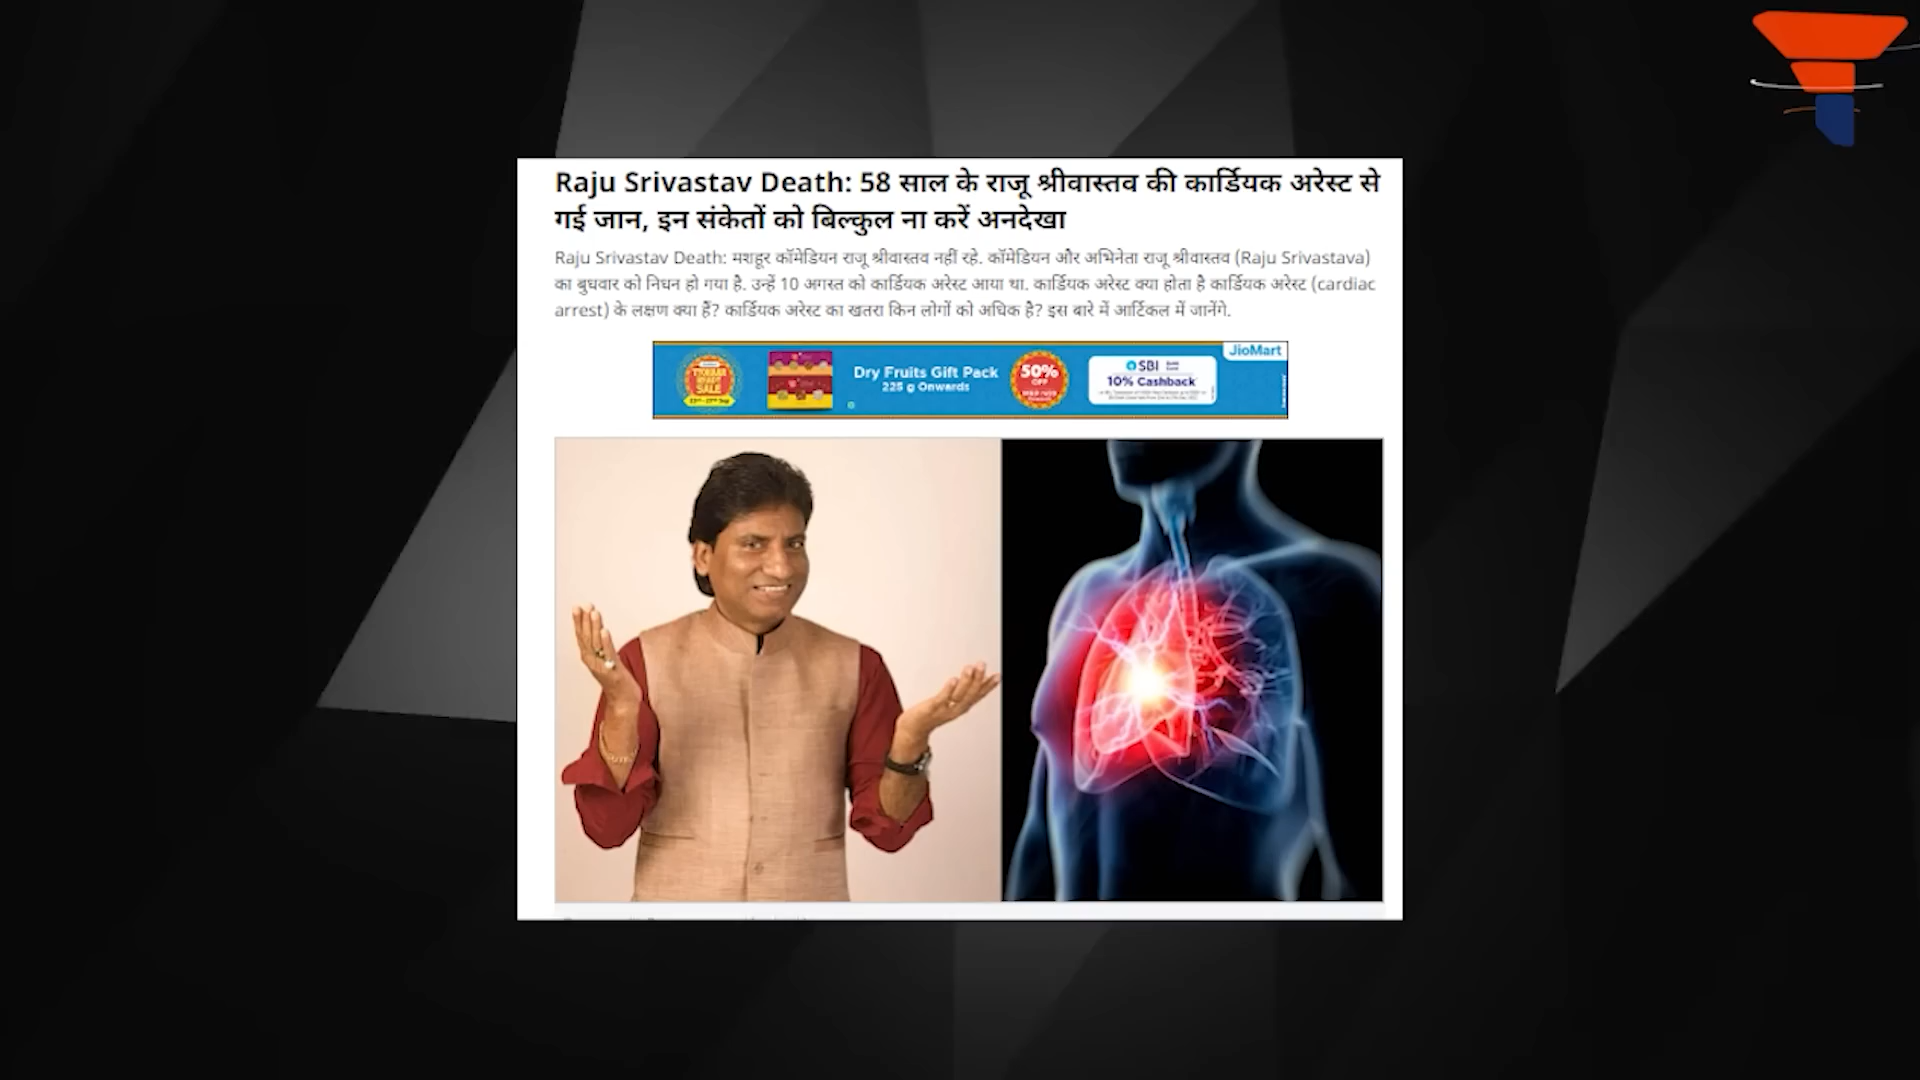 Raju Srivastav Death: 58 साल के राजू श्रीवास्तव की कार्डियक अरेस्ट से
गई जान, इन संकेतों को बिल्कुल ना करें अनदेखा
Raju Srivastav Death: मशहूर कॉमेडियन राजू श्रीवास्तव नहीं रहे. कॉमेडियन और अभिनेता राजू श्रीवास्तव (Raju Srivastava)
का बुधवार को निधन हो गया है. उन्हें 10 अगस्त को कार्डियक अरेस्ट आया था. कार्डियक अरेस्ट क्या होता है कार्डियक अरेस्ट (cardiac
arrest) के लक्षण क्या हैं? कार्डियक अरेस्ट का खतरा किन लोगों को अधिक है? इस बारे में आर्टिकल में जानेंगे.
JioMart
SALE
Dry Fruits Gift Pack
225 g Onwards
50%
OFF
SBI
10% Cashback